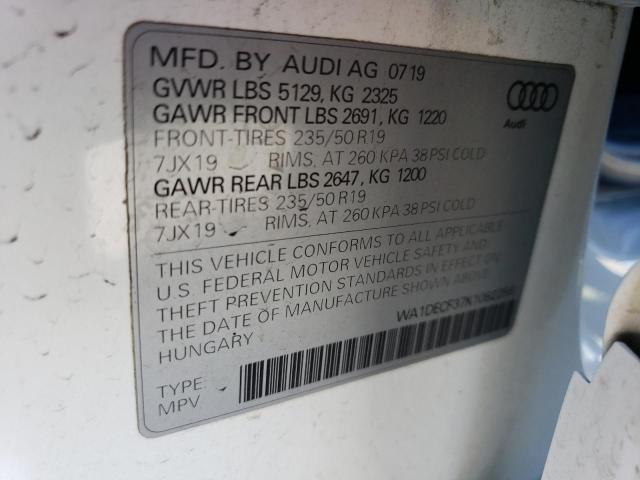 MFD. BY AUDI AG 0719
GVWR LBS 5129, KG 2325
GAWR FRONT LBS 2691, KG 1220
FRONT-TIRES 235/50 R19
7JX19 RIMS, AT 260 KPA 38 PSI COLD
GAWR REAR LBS 2647, KG 1200
REAR-TIRES 235/50 R19
7JX19 RIMS, AT 260 KPA 38 PSI COLD
Audi
THIS VEHICLE CONFORMS TO ALL APPLICABLE
U.S. FEDERAL MOTOR VEHICLE SAFETY AND
THEFT PREVENTION STANDARDS IN EFFECT ON
THE DATE OF MANUFACTURE SHOWN ABOVE.
HUNGARY
TYPE:
MPV